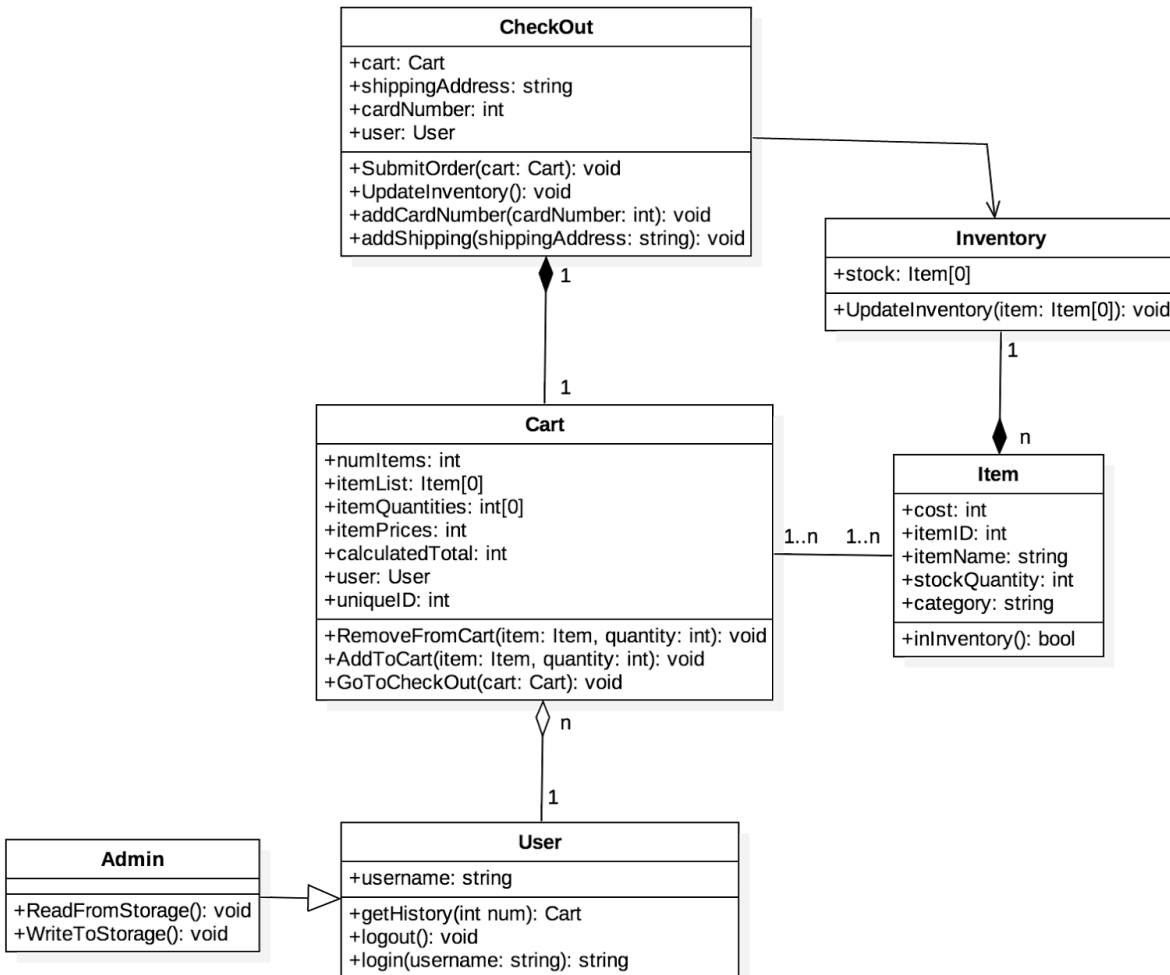 CheckOut
+cart: Cart
+shippingAddress: string
+cardNumber: int
+user: User
+SubmitOrder(cart: Cart): void
+UpdateInventory(): void
+addCardNumber(cardNumber: int): void
+addShipping(shippingAddress: string): void
1
1
Inventory
+stock: Item[0]
+UpdateInventory(item: Item[0]): void
1
n
Cart
+numItems: int
+itemList: Item[0]
+itemQuantities: int[0]
+itemPrices: int
+calculatedTotal: int
+user: User
+uniqueID: int
+RemoveFromCart(item: Item, quantity: int): void
+AddToCart(item: Item, quantity: int): void
+GoToCheckOut(cart: Cart): void
1..n 1..n
Item
+cost: int
+itemID: int
+itemName: string
+stockQuantity: int
+category: string
+inInventory(): bool
n
1
Admin
+ReadFromStorage(): void
+WriteToStorage(): void
User
+username: string
+getHistory(int num): Cart
+logout(): void
+login(username: string): string